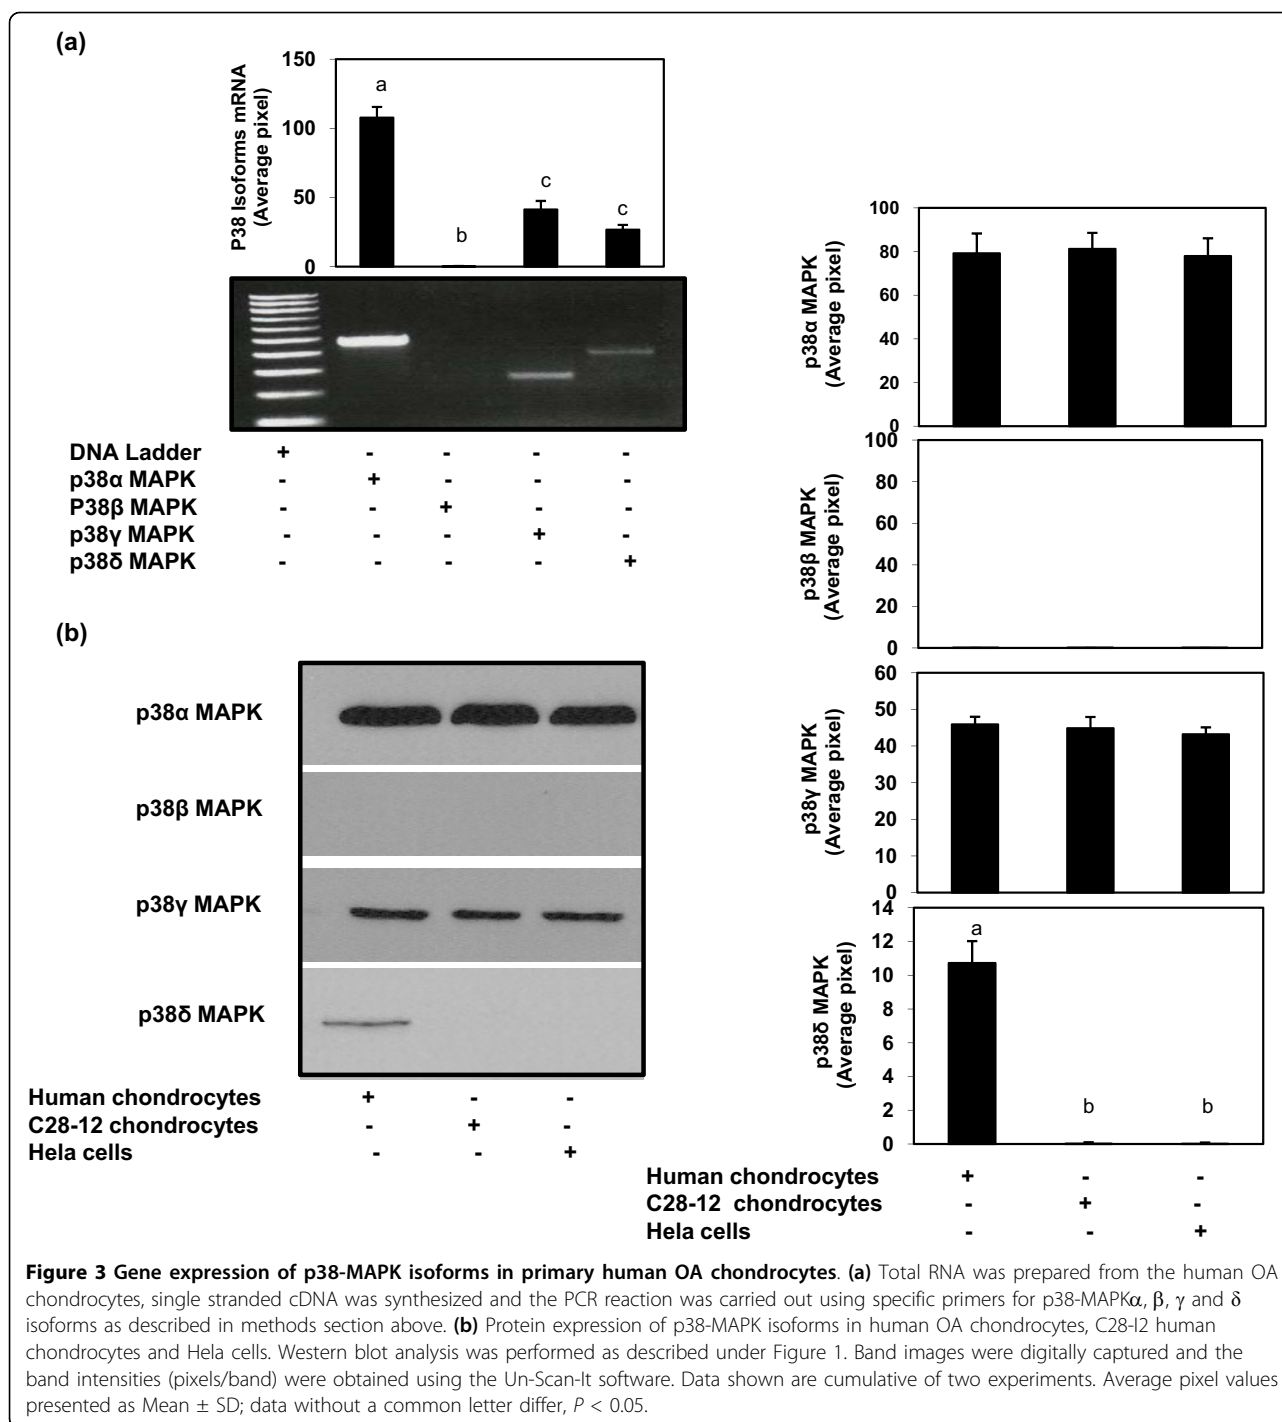 (a)
P38 Isoforms mRNA
(Average pixel)
150
100
50
0
a
b
c
c
DNA Ladder + - - - -
p38α MAPK - + - - -
P38β MAPK - - + - -
p38γ MAPK - - - + -
p38δ MAPK - - - - +
(b)
p38α MAPK
p38β MAPK
p38γ MAPK
p38δ MAPK
Human chondrocytes + - -
C28-12 chondrocytes - + -
Hela cells - - +
p38α MAPK
(Average pixel)
100
80
60
40
20
0
p38β MAPK
(Average pixel)
100
80
60
40
20
0
p38γ MAPK
(Average pixel)
60
50
40
30
20
10
0
p38δ MAPK
(Average pixel)
14
12
10
8
6
4
2
0
a
b
b
Human chondrocytes + - -
C28-12 chondrocytes - + -
Hela cells - - +
Figure 3 Gene expression of p38-MAPK isoforms in primary human OA chondrocytes. (a) Total RNA was prepared from the human OA
chondrocytes, single stranded cDNA was synthesized and the PCR reaction was carried out using specific primers for p38-MAPKα, β, γ and δ
isoforms as described in methods section above. (b) Protein expression of p38-MAPK isoforms in human OA chondrocytes, C28-I2 human
chondrocytes and Hela cells. Western blot analysis was performed as described under Figure 1. Band images were digitally captured and the
band intensities (pixels/band) were obtained using the Un-Scan-It software. Data shown are cumulative of two experiments. Average pixel values
presented as Mean ± SD; data without a common letter differ, P < 0.05.